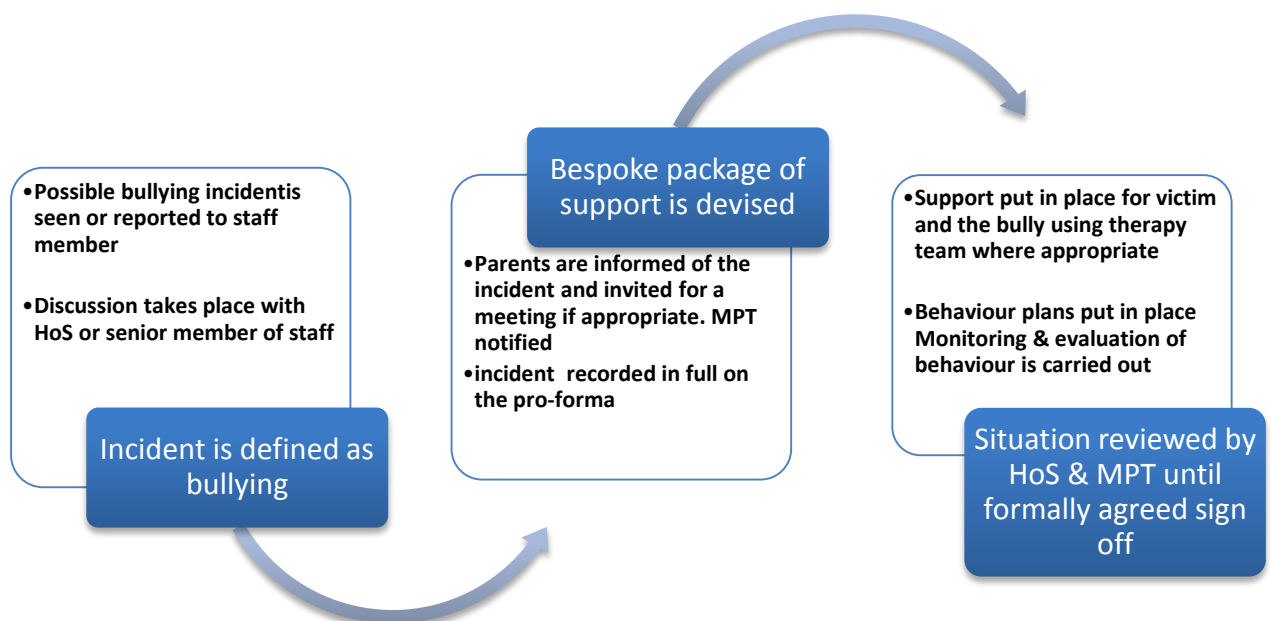 •Possible bullying incidentis
seen or reported to staff
member
•Discussion takes place with
HoS or senior member of staff
Incident is defined as
bullying
Bespoke package of
support is devised
•Parents are informed of the
incident and invited for a
meeting if appropriate. MPT
notified
•incident recorded in full on
the pro-forma
•Support put in place for victim
and the bully using therapy
team where appropriate
•Behaviour plans put in place
Monitoring & evaluation of
behaviour is carried out
Situation reviewed by
HoS & MPT until
formally agreed sign
off